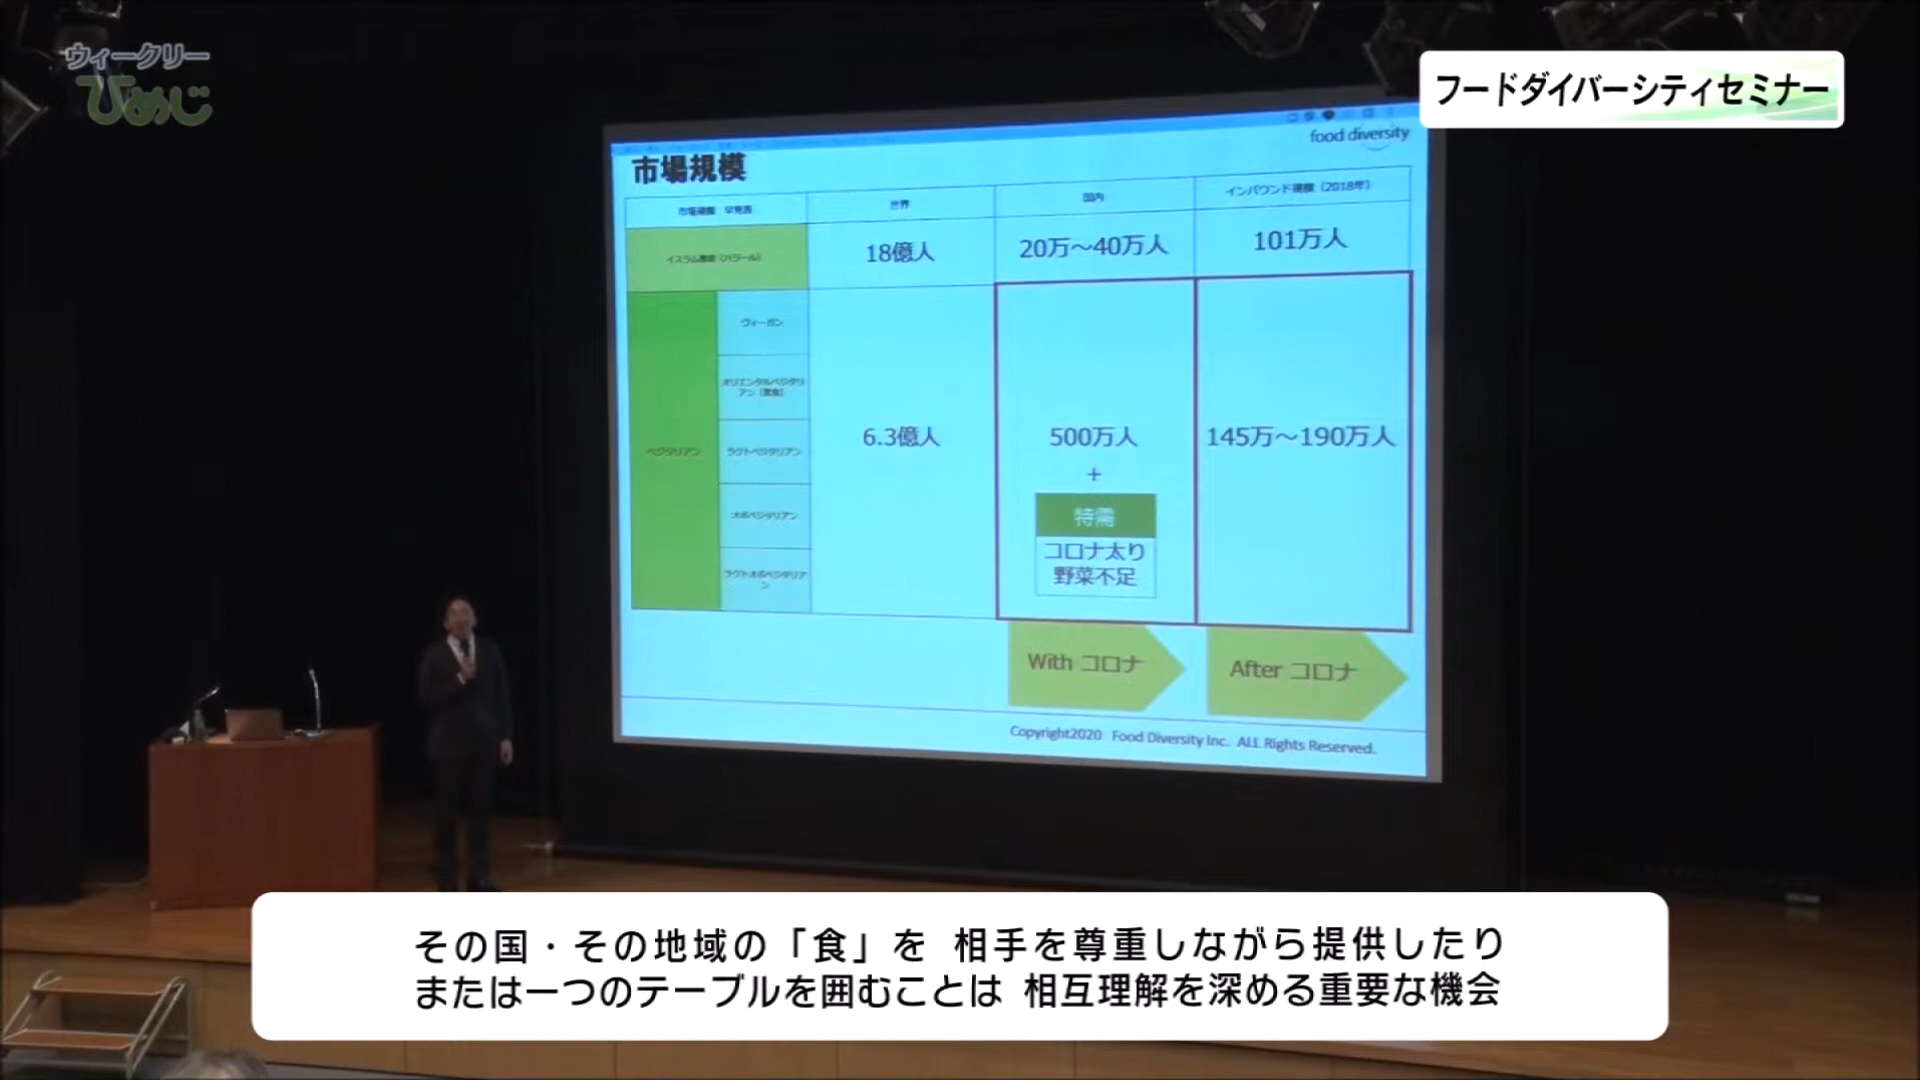 ウィークリー
ひめじ
フードダイバーシティセミナー
food diversity
市場規模
市場規模 早見表
世界
国内
インバウンド規模（2018年）
イスラム教徒（ハラール）
18億人
20万～40万人
101万人
ベジタリアン
ヴィーガン
オリエンタルベジタリ
アン（素食）
ラクトベジタリアン
オボベジタリアン
ラクトオボベジタリア
ン
6.3億人
500万人
+
特需
コロナ太り
野菜不足
145万～190万人
With コロナ
After コロナ
Copyright2020 Food Diversity Inc. ALL Rights Reserved.
その国・その地域の「食」を 相手を尊重しながら提供したり
または一つのテーブルを囲むことは 相互理解を深める重要な機会